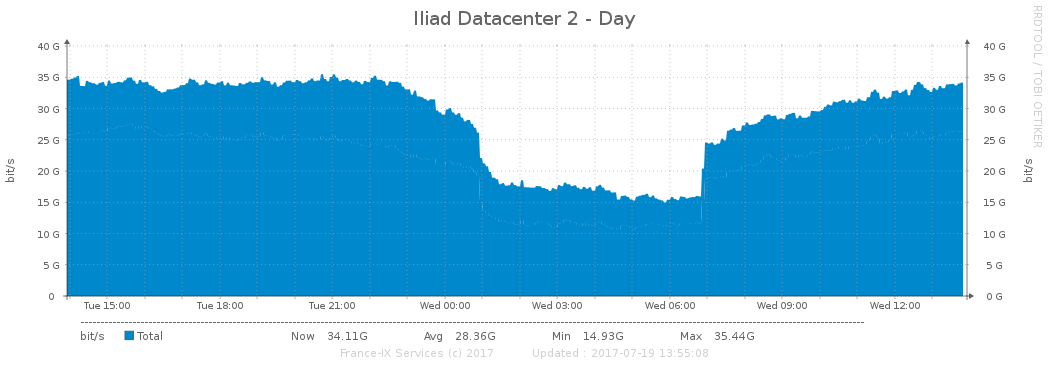 Iliad Datacenter 2 - Day
RRDTOOL / TOBI OETIKER
bit/s
40 G 40 G
35 G 35 G
30 G 30 G
25 G 25 G
20 G 20 G
15 G 15 G
10 G 10 G
5 G 5 G
0 0 G
bit/s
Tue 15:00 Tue 18:00 Tue 21:00 Wed 00:00 Wed 03:00 Wed 06:00 Wed 09:00 Wed 12:00
bit/s Total Now 34.11G Avg 28.36G Min 14.93G Max 35.44G
France-IX Services (c) 2017 Updated : 2017-07-19 13:55:08